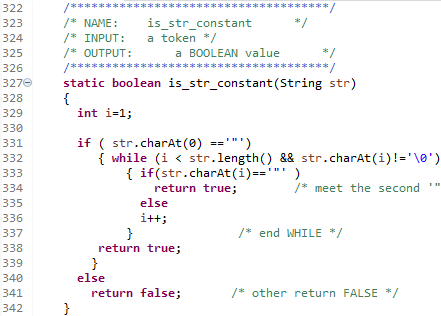 322 /*************************************/
323 /* NAME: is_str_constant */
324 /* INPUT: a token */
325 /* OUTPUT: a BOOLEAN value */
326 /*************************************/
327 static boolean is_str_constant(String str)
328 {
329 int i=1;
330
331 if ( str.charAt(0) =='"')
332 { while (i < str.length() && str.charAt(i)!='\0')
333 { if(str.charAt(i)=='"' )
334 return true; /* meet the second '"
335 else
336 i++;
337 } /* end WHILE */
338 return true;
339 }
340 else
341 return false; /* other return FALSE */
342 }